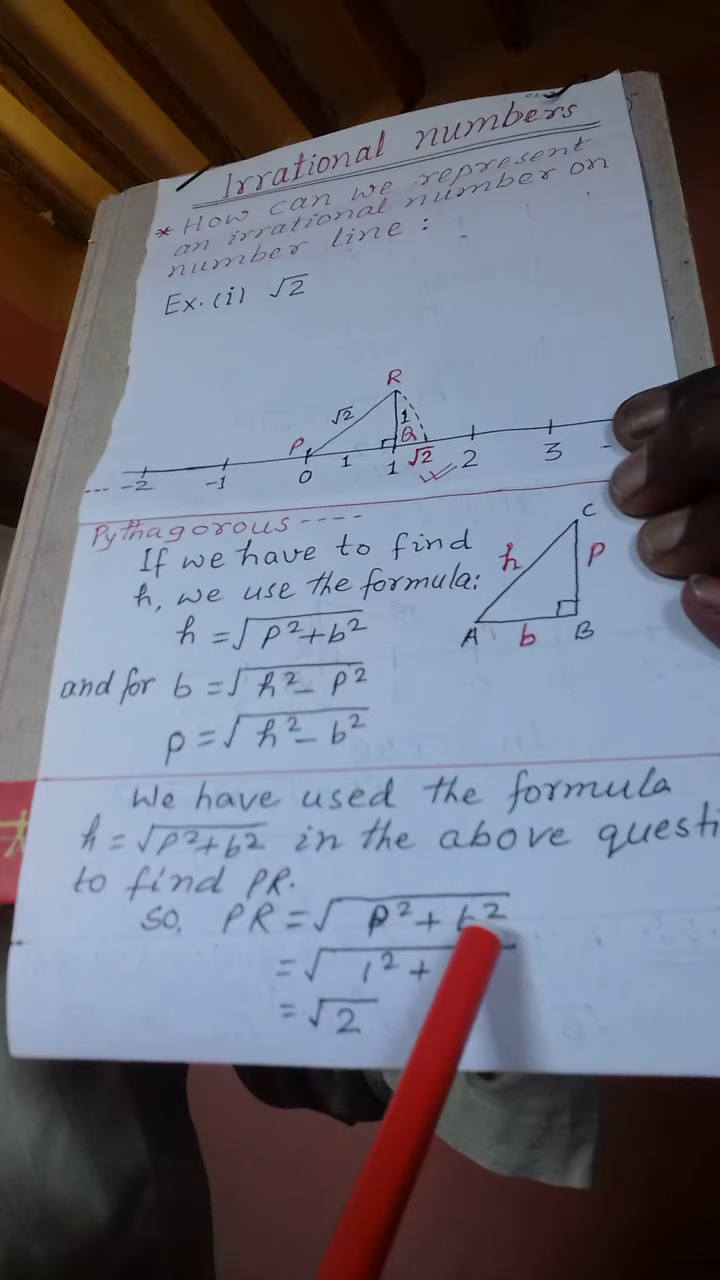 Irrational numbers
* How can we represent
an irrational number on
number line :
Ex. (i) √2
R
√2
1
P
Q
--- -2 -1 0 1 1 √2 2 3 -
Pythagorous ----
If we have to find
h, we use the formula:
h = √p²+b²
and for b = √h²- p²
p = √h²- b²
C
h
p
A b B
We have used the formula
h = √p²+b² in the above questi
to find PR.
So, PR = √p²+b²
= √1²+
= √2